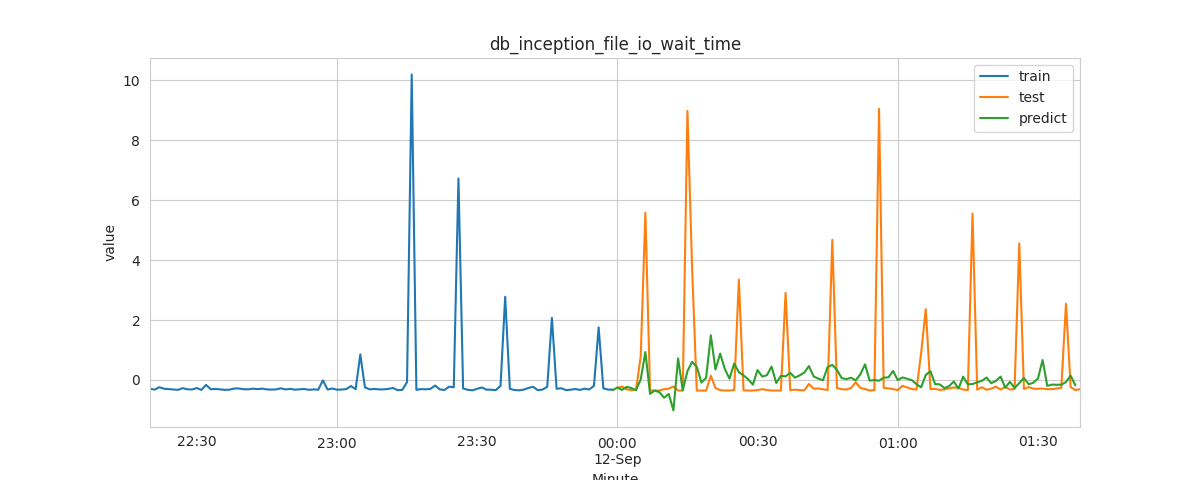 db_inception_file_io_wait_time
10
8
6
4
2
0
value
train
test
predict
22:30
23:00
23:30
00:00
00:30
01:00
01:30
12-Sep
Minute